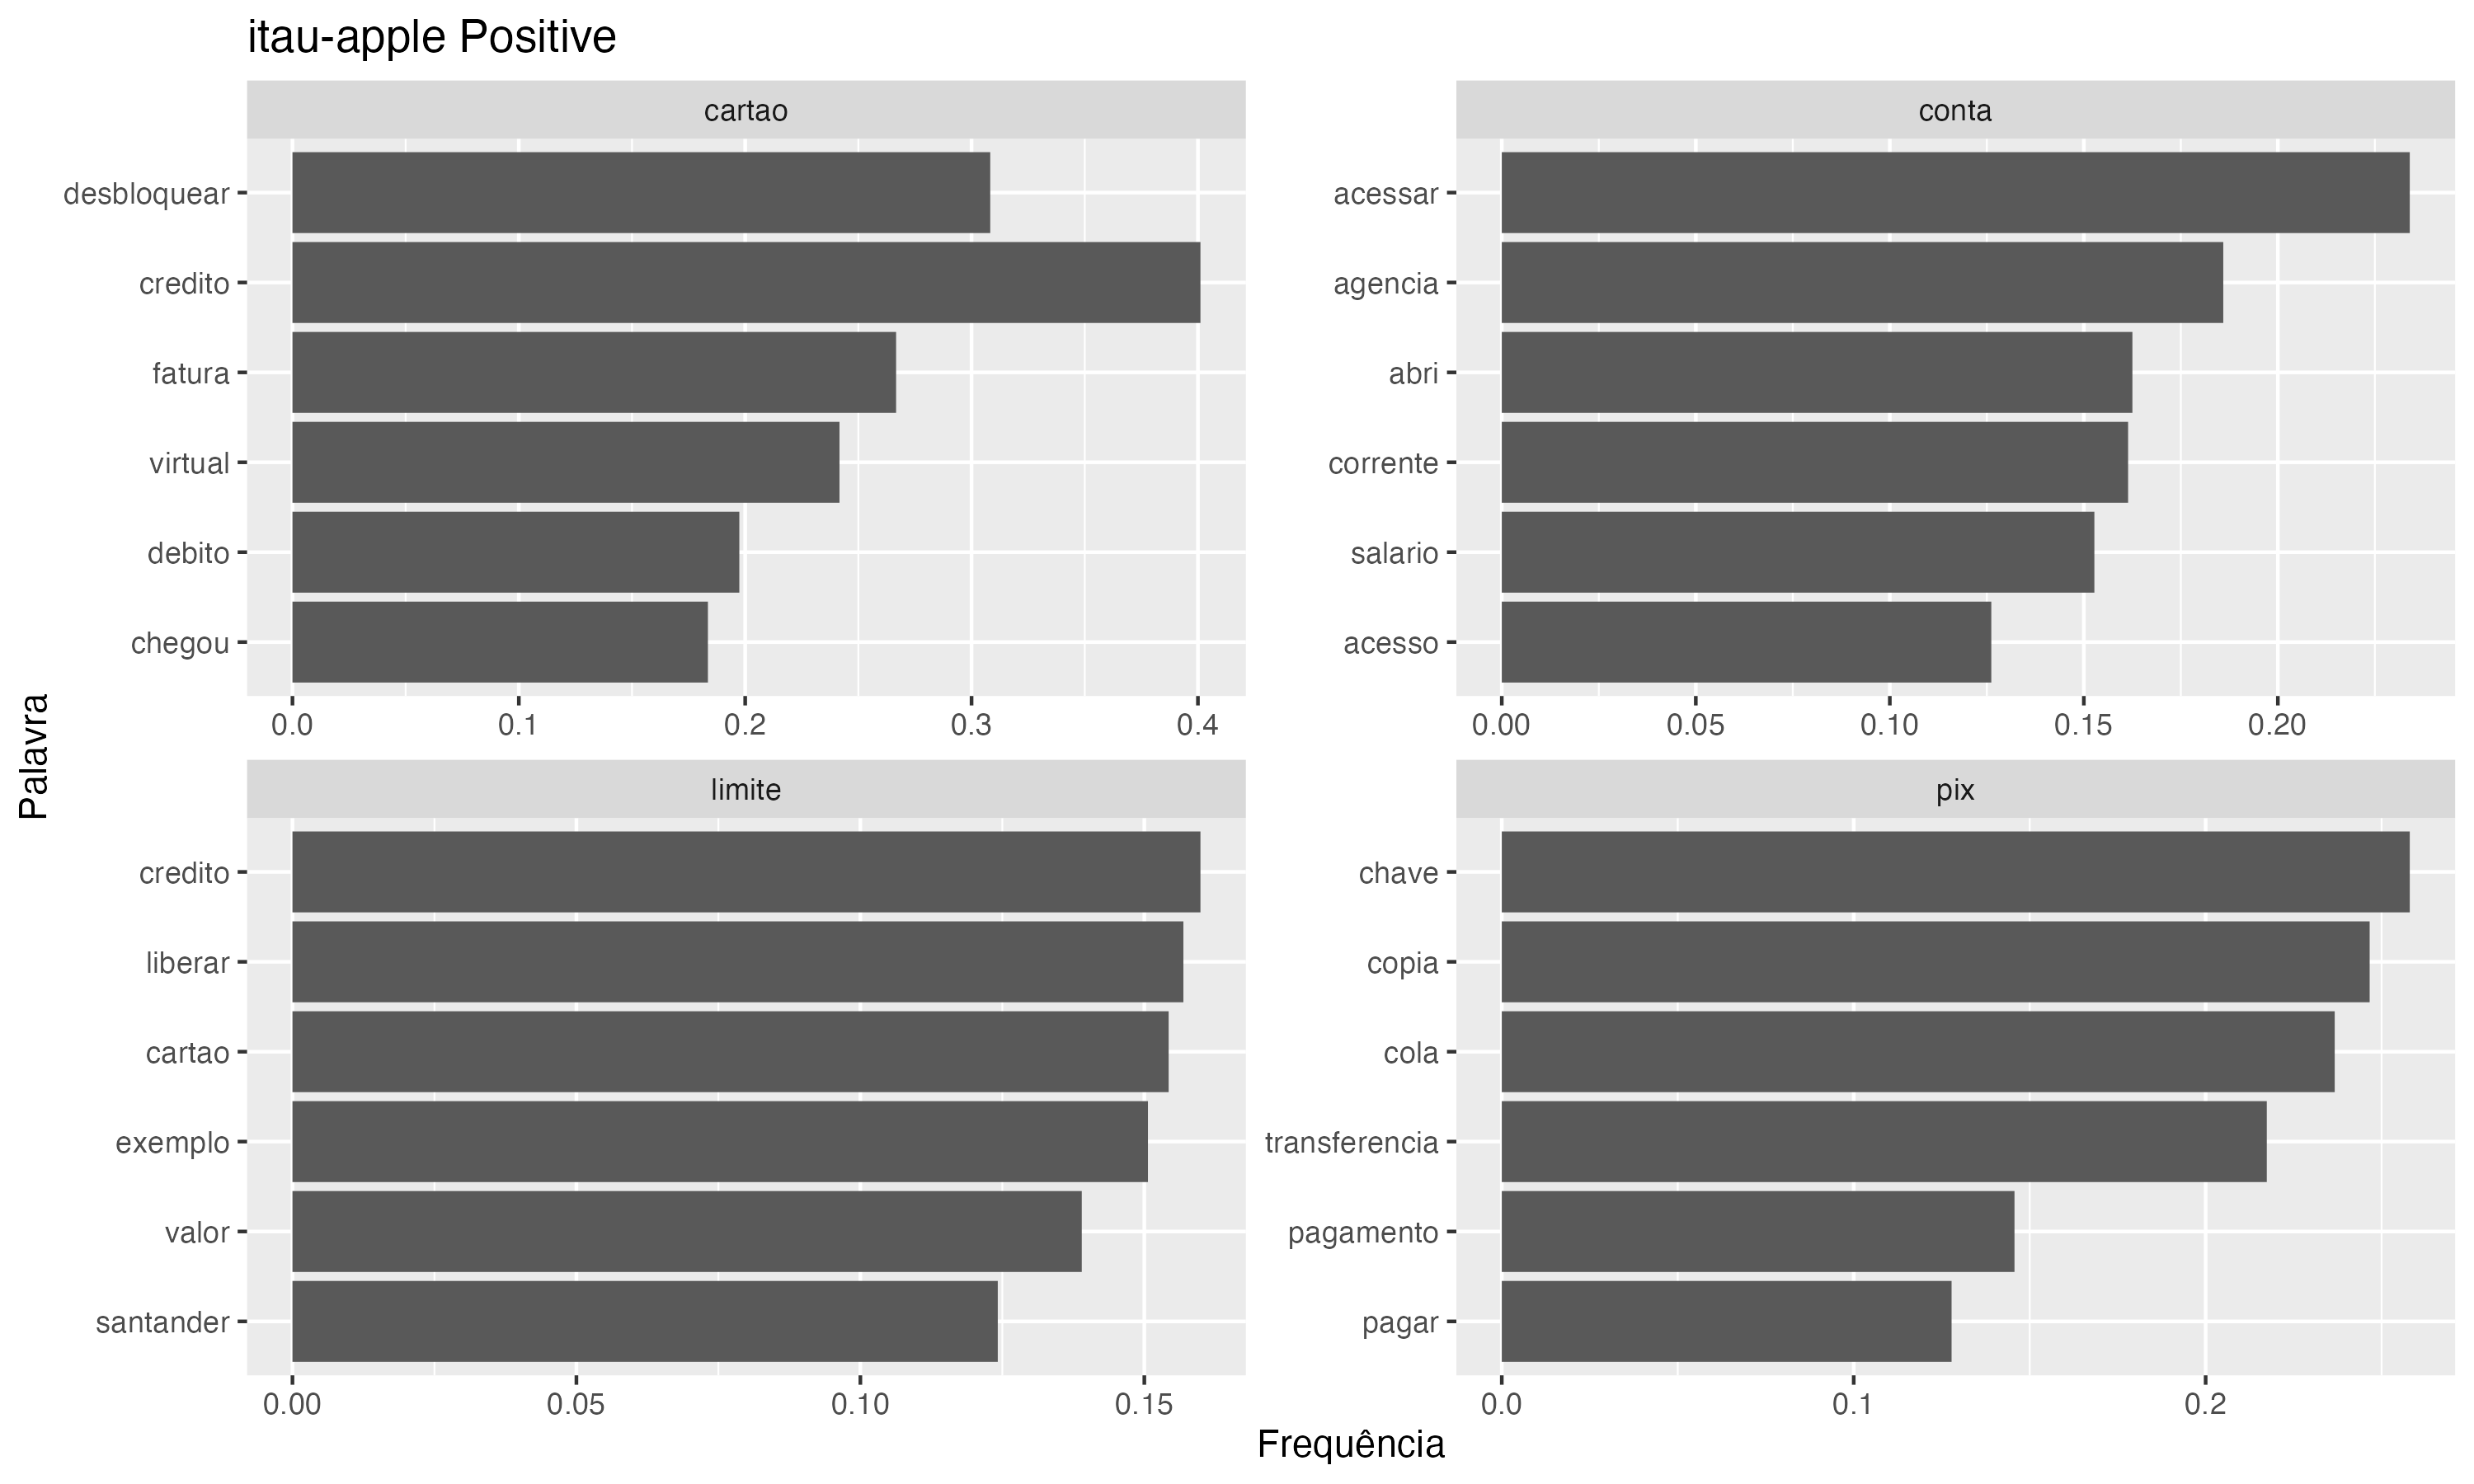 itau-apple Positive
cartao
desbloquear
credito
fatura
virtual
debito
chegou
0.0 0.1 0.2 0.3 0.4
conta
acessar
agencia
abri
corrente
salario
acesso
0.00 0.05 0.10 0.15 0.20
limite
credito
liberar
cartao
exemplo
valor
santander
0.00 0.05 0.10 0.15
pix
chave
copia
cola
transferencia
pagamento
pagar
0.0 0.1 0.2
Palavra
Frequência